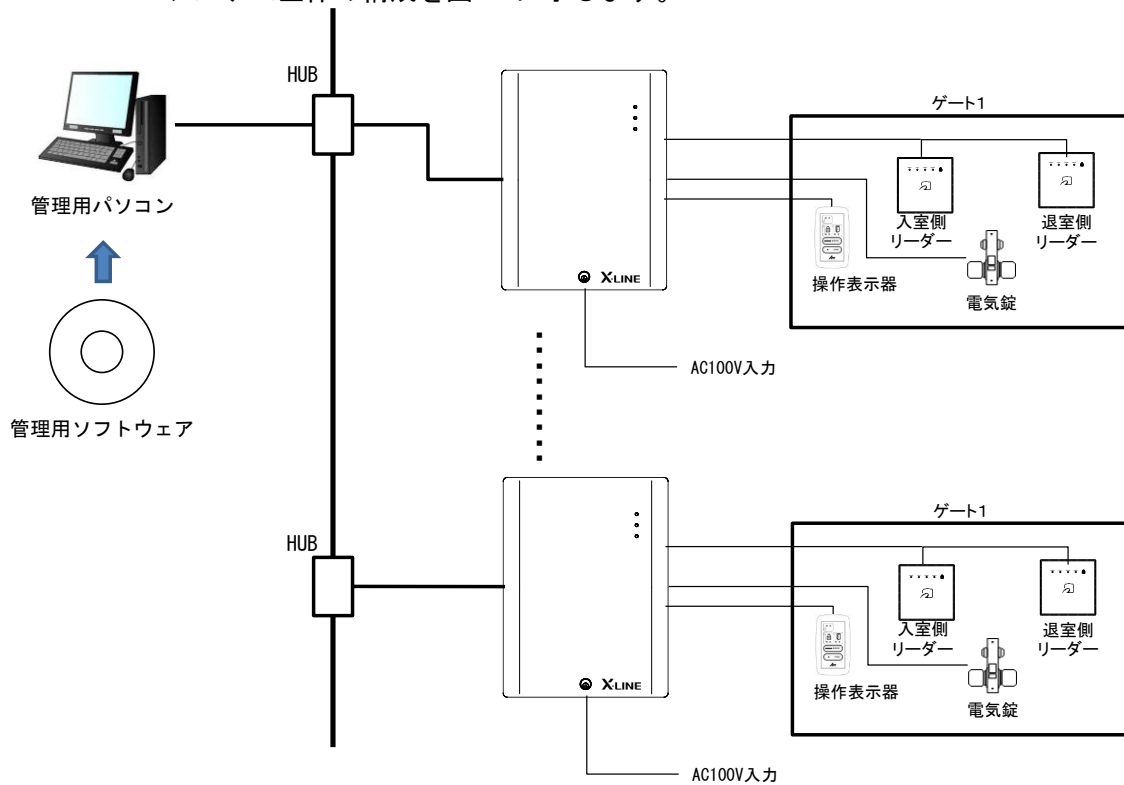 HUB
ゲート1
管理用パソコン
入室側
リーダー
退室側
リーダー
操作表示器
電気錠
X-LINE
AC100V入力
管理用ソフトウェア
HUB
ゲート1
入室側
リーダー
退室側
リーダー
操作表示器
電気錠
X-LINE
AC100V入力